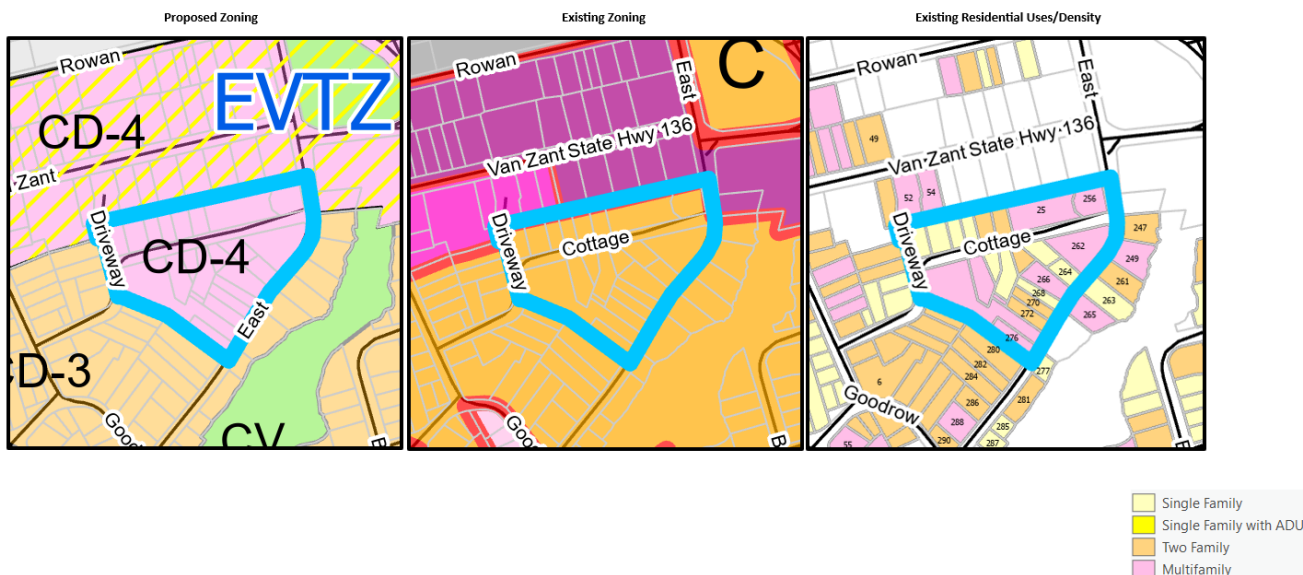 Proposed Zoning
Existing Zoning
Existing Residential Uses/Density
Rowan
EVTZ
CD-4
Zant
Driveway
CD-4
East
CD-3
Good
CV
B
Rowan
East
C
Van Zant State Hwy 136
Driveway
Cottage
Goo
B
Rowan
East
49
Van Zant State Hwy 136
52
54
Driveway
25
256
Cottage
247
262
249
264
266
261
268
263
270
272
265
276
280
282
277
6
284
281
Goodrow
286
288
285
55
290
287
B
Single Family
Single Family with ADU
Two Family
Multifamily